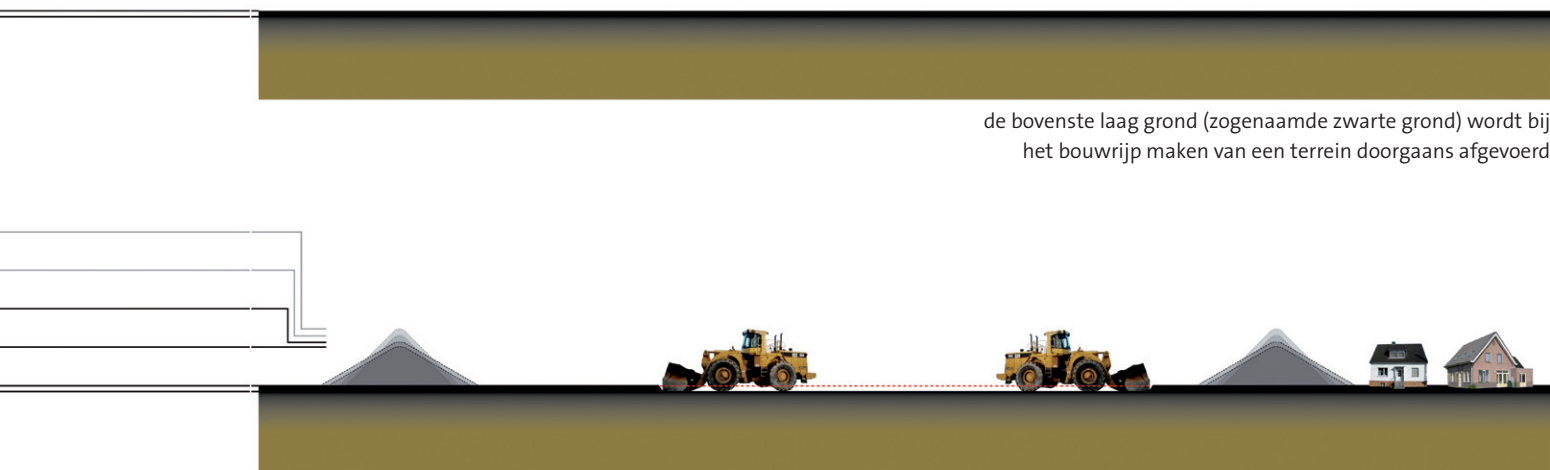 de bovenste laag grond (zogenaamde zwarte grond) wordt bij
het bouwrijp maken van een terrein doorgaans afgevoerd